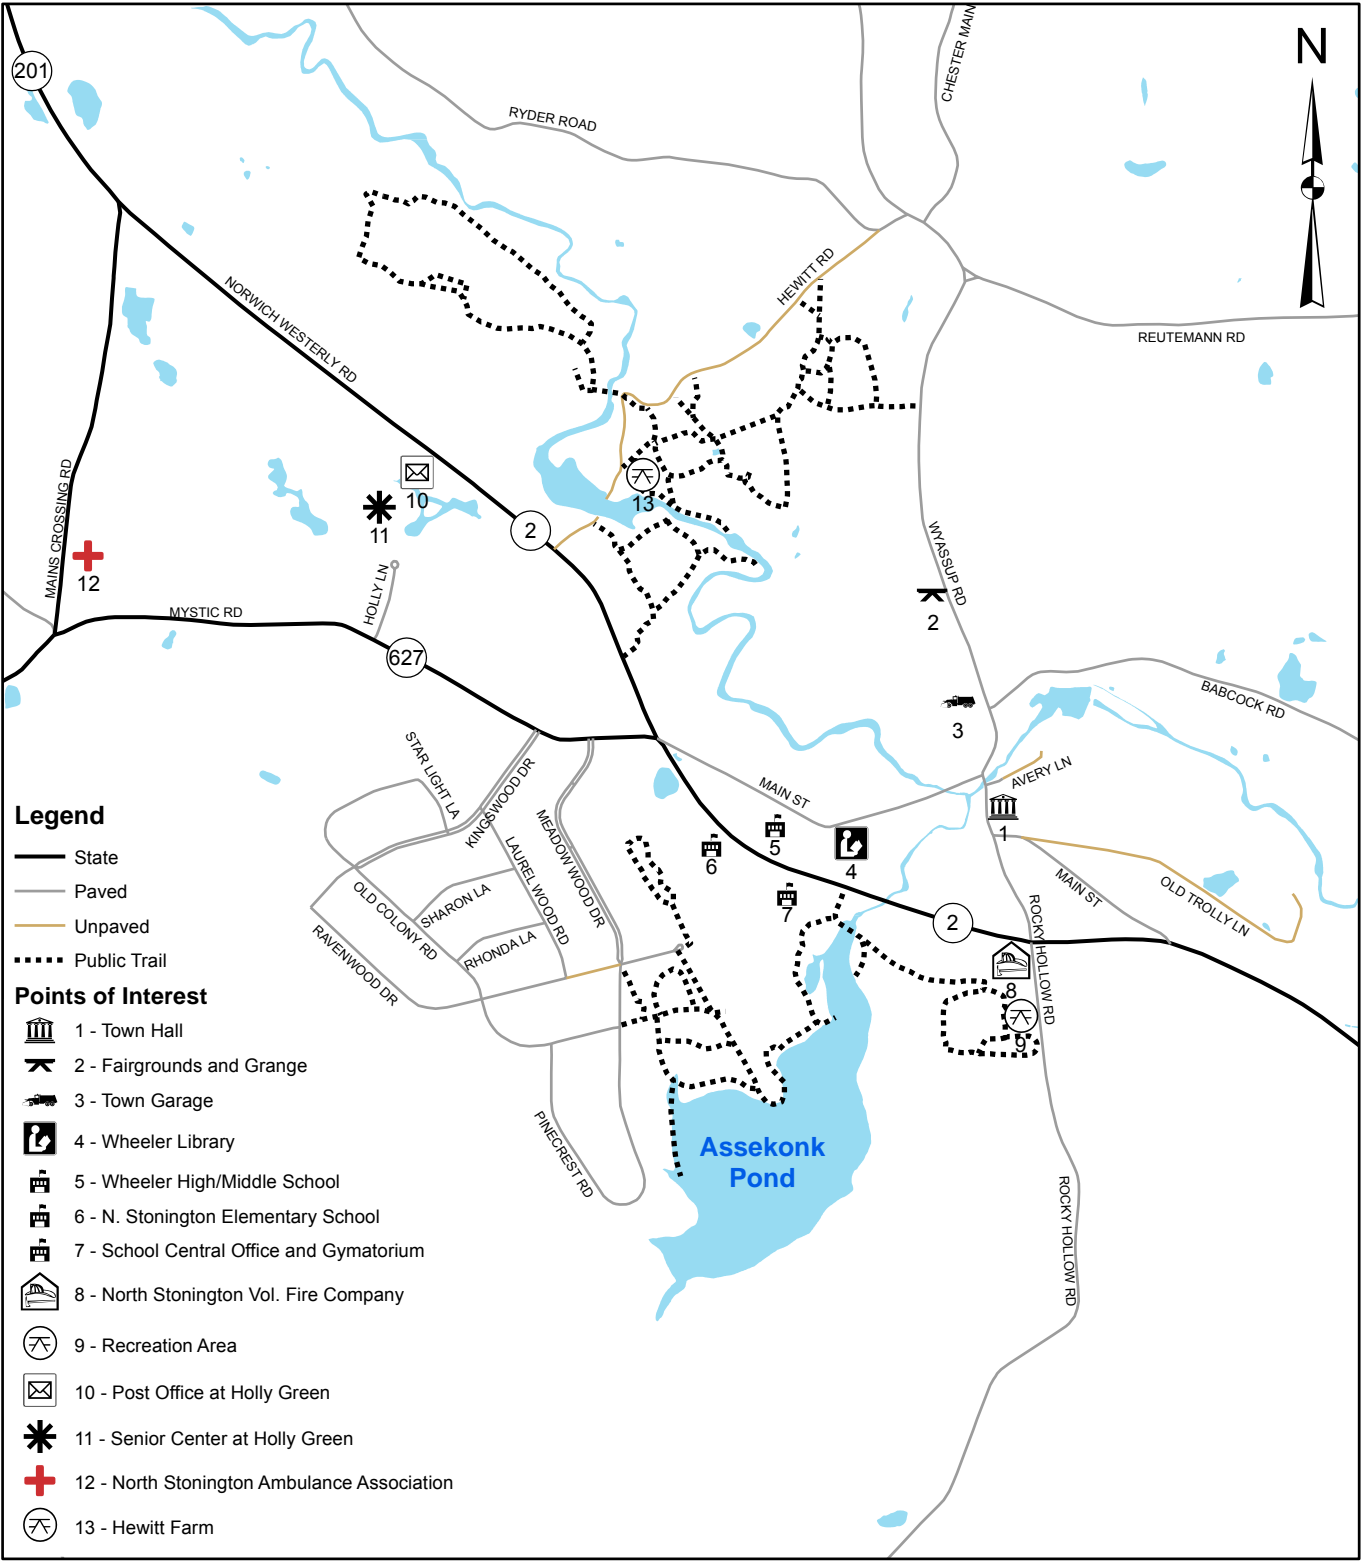 201
CHESTER MAIN
N
RYDER ROAD
HEWITT RD
NORWICH WESTERLY RD
REUTEMANN RD
MAINS CROSSING RD
10
11
13
2
12
HOLLY LN
WYASSUP RD
2
MYSTIC RD
627
BABCOCK RD
3
STAR LIGHT LA
KINGSWOOD DR
MAIN ST
AVERY LN
MEADOW WOOD DR
LAUREL WOOD RD
5
6
4
1
7
OLD COLONY RD
SHARON LA
RHONDA LA
RAVENWOOD DR
2
MAIN ST
OLD TROLLY LN
ROCKY HOLLOW RD
8
9
PINECREST RD
Assekonk
Pond
ROCKY HOLLOW RD
Legend
State
Paved
Unpaved
Public Trail
Points of Interest
1 - Town Hall
2 - Fairgrounds and Grange
3 - Town Garage
4 - Wheeler Library
5 - Wheeler High/Middle School
6 - N. Stonington Elementary School
7 - School Central Office and Gymatorium
8 - North Stonington Vol. Fire Company
9 - Recreation Area
10 - Post Office at Holly Green
11 - Senior Center at Holly Green
12 - North Stonington Ambulance Association
13 - Hewitt Farm